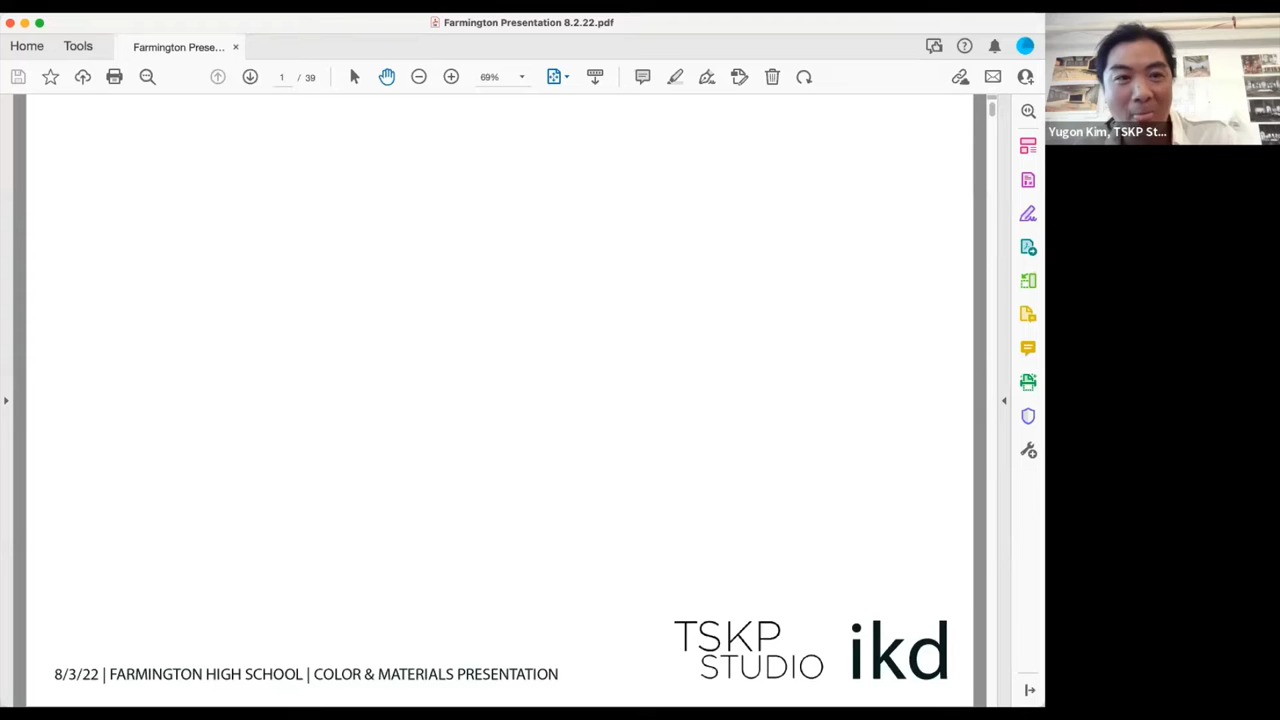 Farmington Presentation 8.2.22.pdf
Home
Tools
Farmington Prese...
1 / 39
69%
Yugon Kim, TSKP St...
TSKP
STUDIO
ikd
8/3/22 | FARMINGTON HIGH SCHOOL | COLOR & MATERIALS PRESENTATION